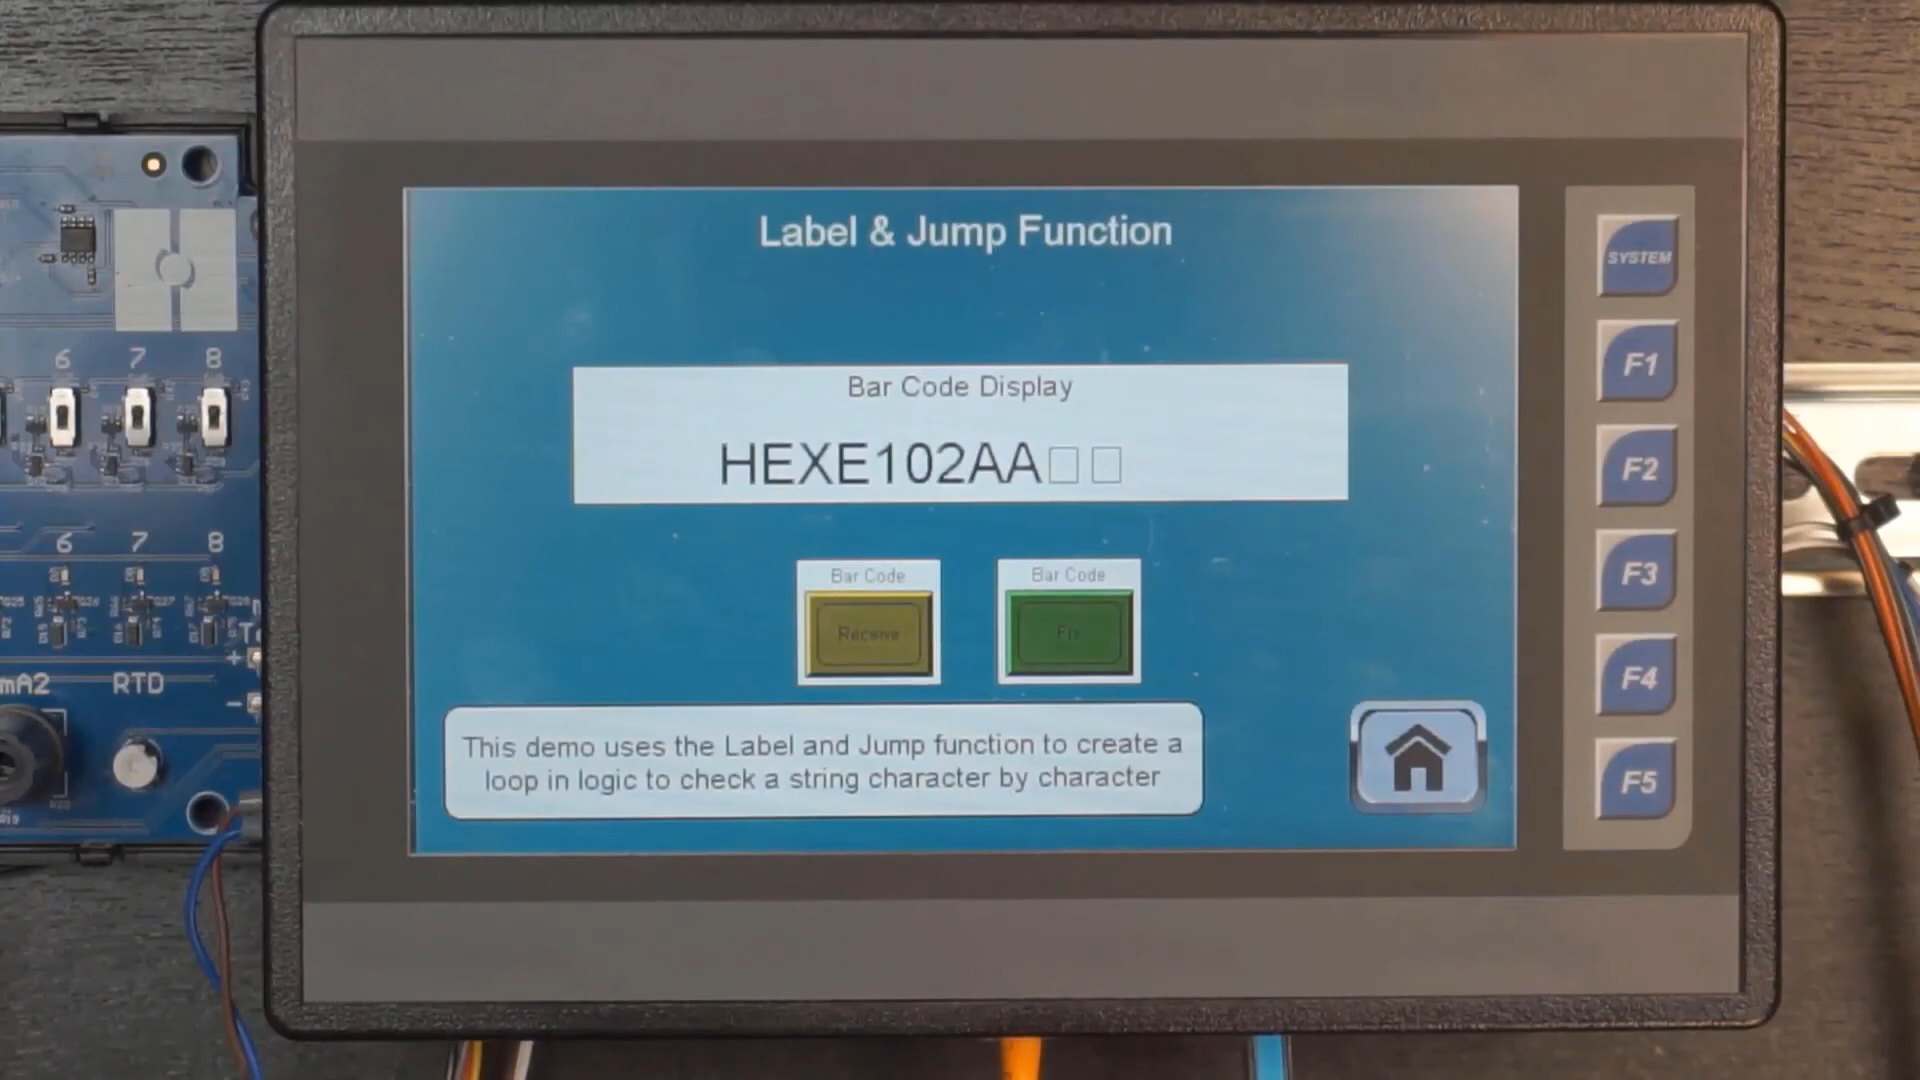 Label & Jump Function
Bar Code Display
HEXE102AA□□
Bar Code
Receive
Bar Code
Fix
This demo uses the Label and Jump function to create a
loop in logic to check a string character by character
SYSTEM
F1
F2
F3
F4
F5
6 7 8
6 7 8
mA2 RTD